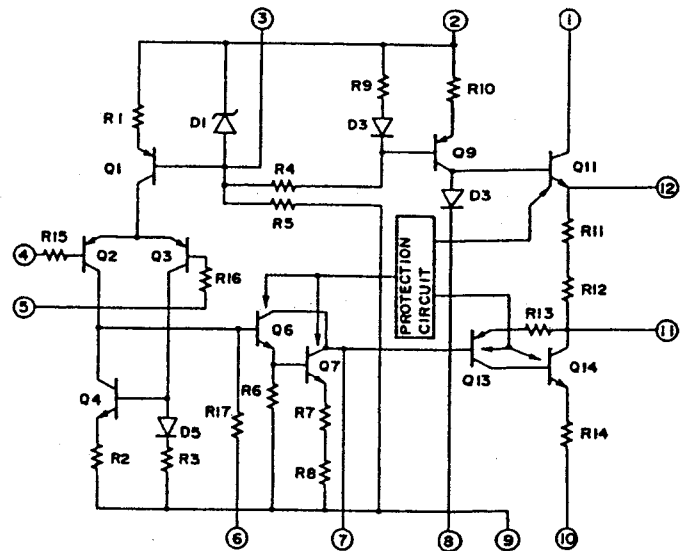 3
2
1
R9
R10
R1
D1
D3
Q1
R4
Q9
Q11
R5
D3
12
R15
4
Q2
Q3
R11
R16
PROTECTION
CIRCUIT
5
R12
R13
11
Q6
Q7
Q13
Q14
Q4
R6
R17
D5
R7
R14
R2
R3
R8
6
7
8
9
10